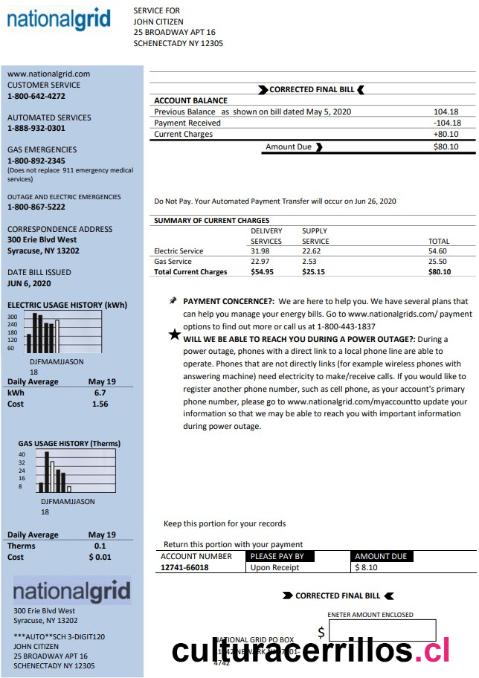 nationalgrid
SERVICE FOR
JOHN CITIZEN
25 BROADWAY APT 16
SCHENECTADY NY 12305
www.nationalgrid.com
CUSTOMER SERVICE
1-800-642-4272
AUTOMATED SERVICES
1-888-932-0301
GAS EMERGENCIES
1-800-892-2345
(Does not replace 911 emergency medical
services)
OUTAGE AND ELECTRIC EMERGENCIES
1-800-867-5222
CORRESPONDENCE ADDRESS
300 Erie Blvd West
Syracuse, NY 13202
DATE BILL ISSUED
JUN 6, 2020
ELECTRIC USAGE HISTORY (kWh)
300
240
180
120
60
DJFMAMJJASON
18
Daily Average May 19
kWh 6.7
Cost 1.56
GAS USAGE HISTORY (Therms)
40
32
24
16
8
DJFMAMJJASON
18
Daily Average May 19
Therms 0.1
Cost $ 0.01
nationalgrid
300 Erie Blvd West
Syracuse, NY 13202
***AUTO**SCH 3-DIGIT120
JOHN CITIZEN
25 BROADWAY APT 16
SCHENECTADY NY 12305
CORRECTED FINAL BILL
ACCOUNT BALANCE
Previous Balance as shown on bill dated May 5, 2020 104.18
Payment Received -104.18
Current Charges +80.10
Amount Due $80.10
Do Not Pay. Your Automated Payment Transfer will occur on Jun 26, 2020
SUMMARY OF CURRENT CHARGES
DELIVERY SUPPLY
SERVICES SERVICE TOTAL
Electric Service 31.98 22.62 54.60
Gas Service 22.97 2.53 25.50
Total Current Charges $54.95 $25.15 $80.10
PAYMENT CONCERNCE?: We are here to help you. We have several plans that
can help you manage your energy bills. Go to www.nationalgrids.com/ payment
options to find out more or call us at 1-800-443-1837
WILL WE BE ABLE TO REACH YOU DURING A POWER OUTAGE?: During a
power outage, phones with a direct link to a local phone line are able to
operate. Phones that are not directly links (for example wireless phones with
answering machine) need electricity to make/receive calls. If you would like to
register another phone number, such as cell phone, as your account's primary
phone number, please go to www.nationalgrid.com/myaccountto update your
information so that we may be able to reach you with important information
during power outage.
Keep this portion for your records
Return this portion with your payment
ACCOUNT NUMBER PLEASE PAY BY AMOUNT DUE
12741-66018 Upon Receipt $ 8.10
CORRECTED FINAL BILL
ENTER AMOUNT ENCLOSED
$
NATIONAL GRID PO BOX
4742
culturacerrillos.cl